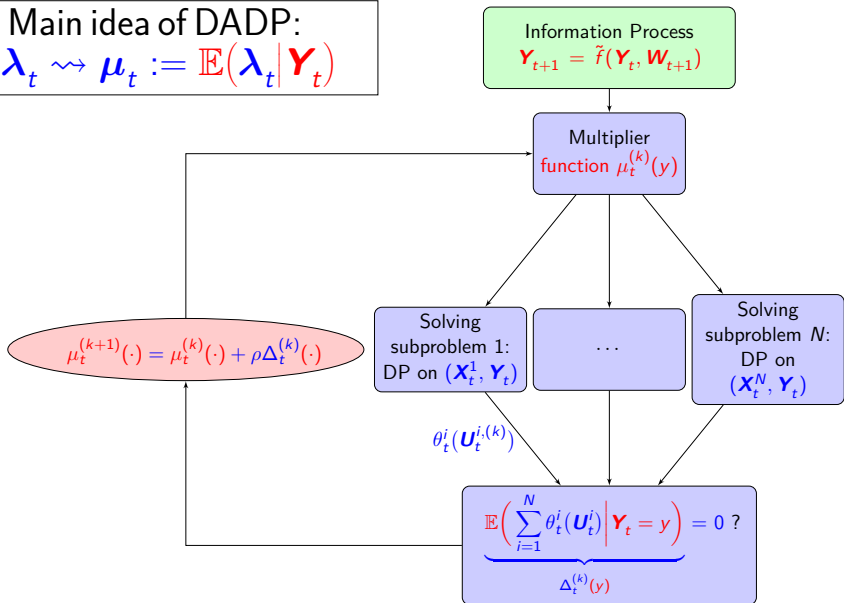 Main idea of DADP:
λ_t ⇝ μ_t := 𝔼(λ_t | Y_t)
Information Process
Y_{t+1} = f̃(Y_t, W_{t+1})
Multiplier
function μ_t^{(k)}(y)
Solving
subproblem 1:
DP on (X_t^1, Y_t)
...
Solving
subproblem N:
DP on
(X_t^N, Y_t)
μ_t^{(k+1)}(·) = μ_t^{(k)}(·) + ρΔ_t^{(k)}(·)
θ_t^i(U_t^{i,(k)})
𝔼(∑_{i=1}^N θ_t^i(U_t^i) | Y_t = y) = 0 ?
Δ_t^{(k)}(y)